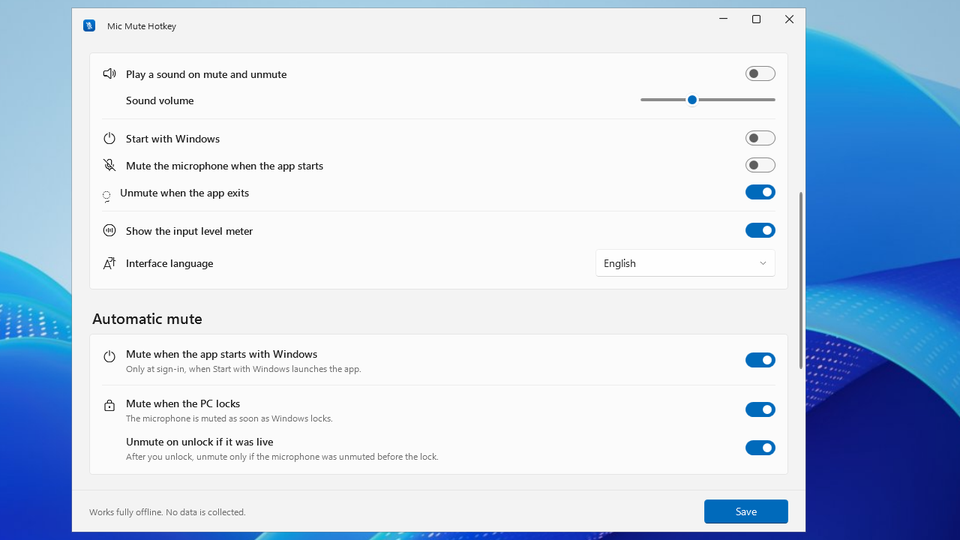 Mic Mute Hotkey
Play a sound on mute and unmute
Sound volume
Start with Windows
Mute the microphone when the app starts
Unmute when the app exits
Show the input level meter
Interface language
English
Automatic mute
Mute when the app starts with Windows
Only at sign-in, when Start with Windows launches the app.
Mute when the PC locks
The microphone is muted as soon as Windows locks.
Unmute on unlock if it was live
After you unlock, unmute only if the microphone was unmuted before the lock.
Works fully offline. No data is collected.
Save